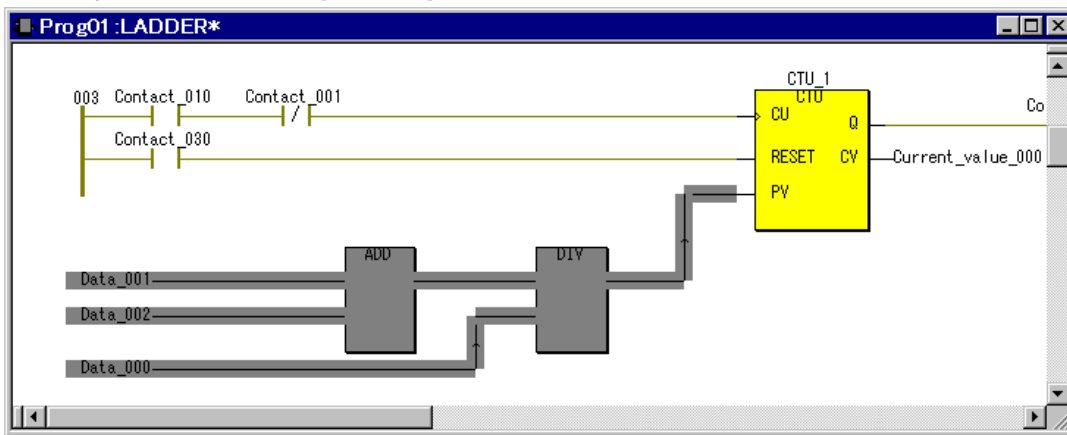 Prog01 :LADDER*
CTU_1
CTU
003 Contact_010 Contact_001
CU
Q
Co
Contact_030
RESET CV Current_value_000
PV
ADD DIV
Data_001
Data_002
Data_000